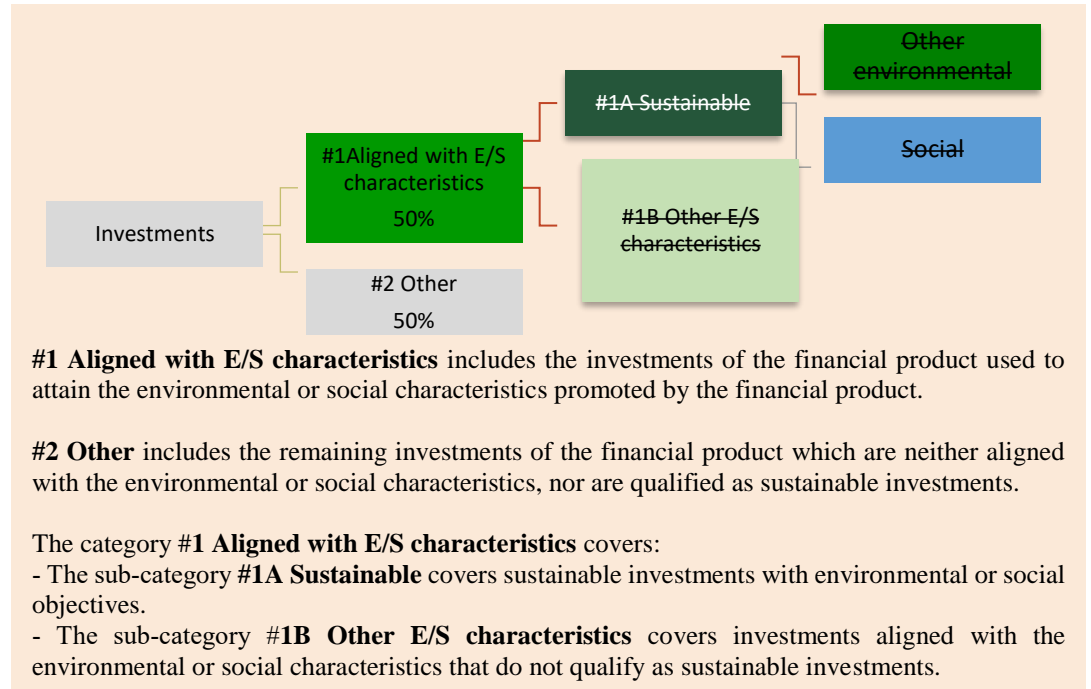 Other
environmental
#1A Sustainable
Social
#1Aligned with E/S
characteristics
50%
#1B Other E/S
characteristics
Investments
#2 Other
50%
#1 Aligned with E/S characteristics includes the investments of the financial product used to
attain the environmental or social characteristics promoted by the financial product.
#2 Other includes the remaining investments of the financial product which are neither aligned
with the environmental or social characteristics, nor are qualified as sustainable investments.
The category #1 Aligned with E/S characteristics covers:
- The sub-category #1A Sustainable covers sustainable investments with environmental or social
objectives.
- The sub-category #1B Other E/S characteristics covers investments aligned with the
environmental or social characteristics that do not qualify as sustainable investments.